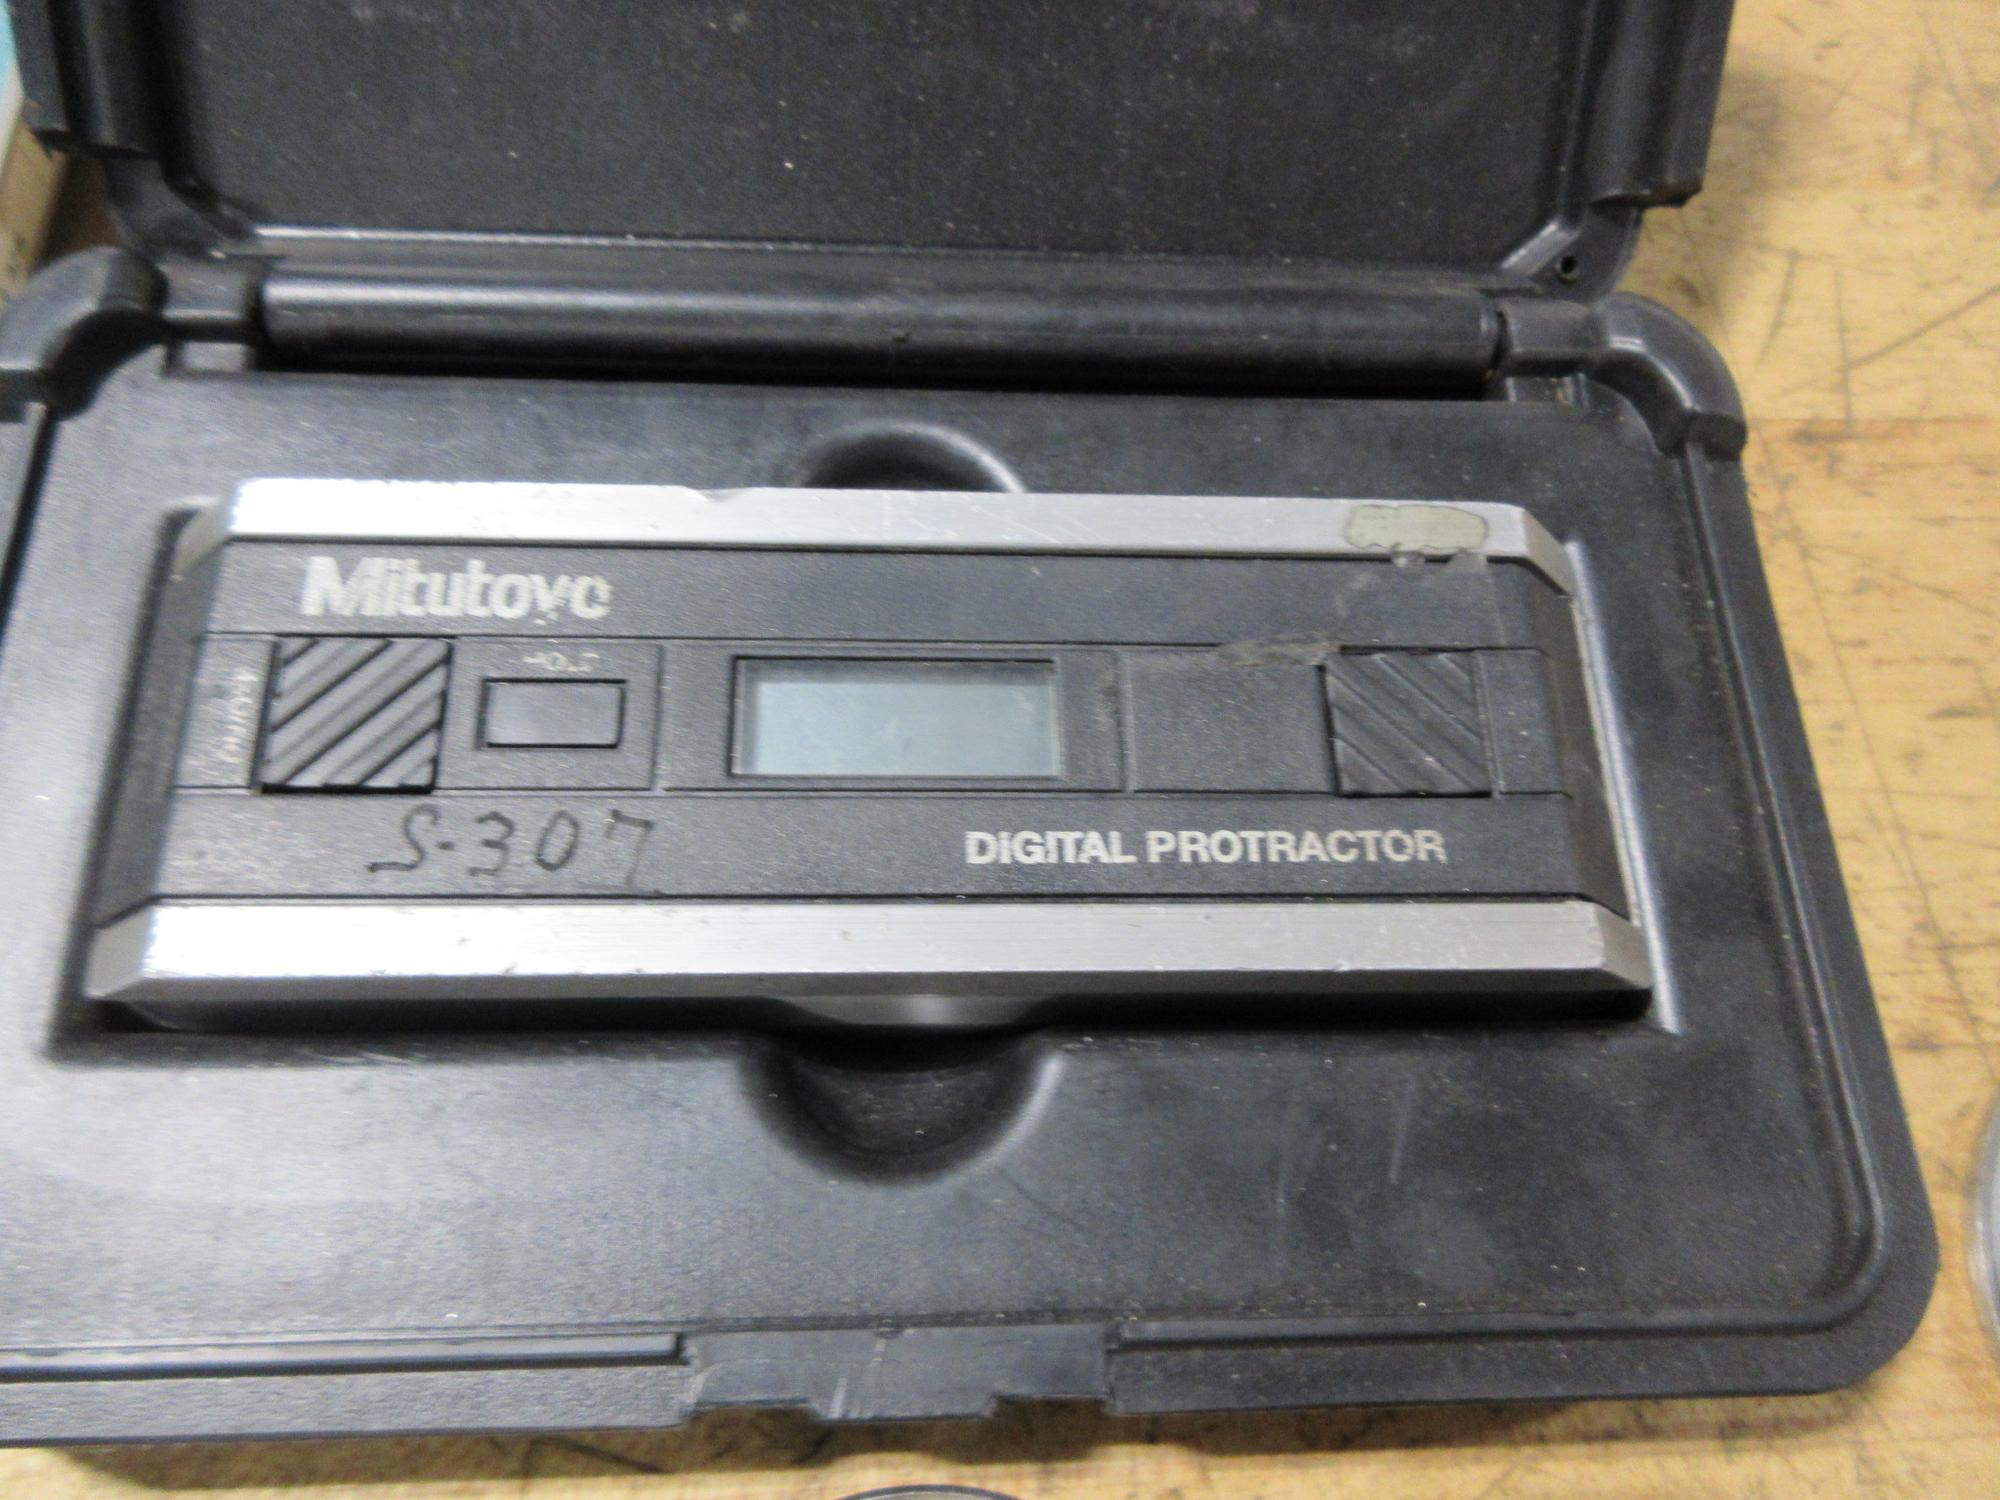 Mitutoyo
HOLD
S-307
DIGITAL PROTRACTOR